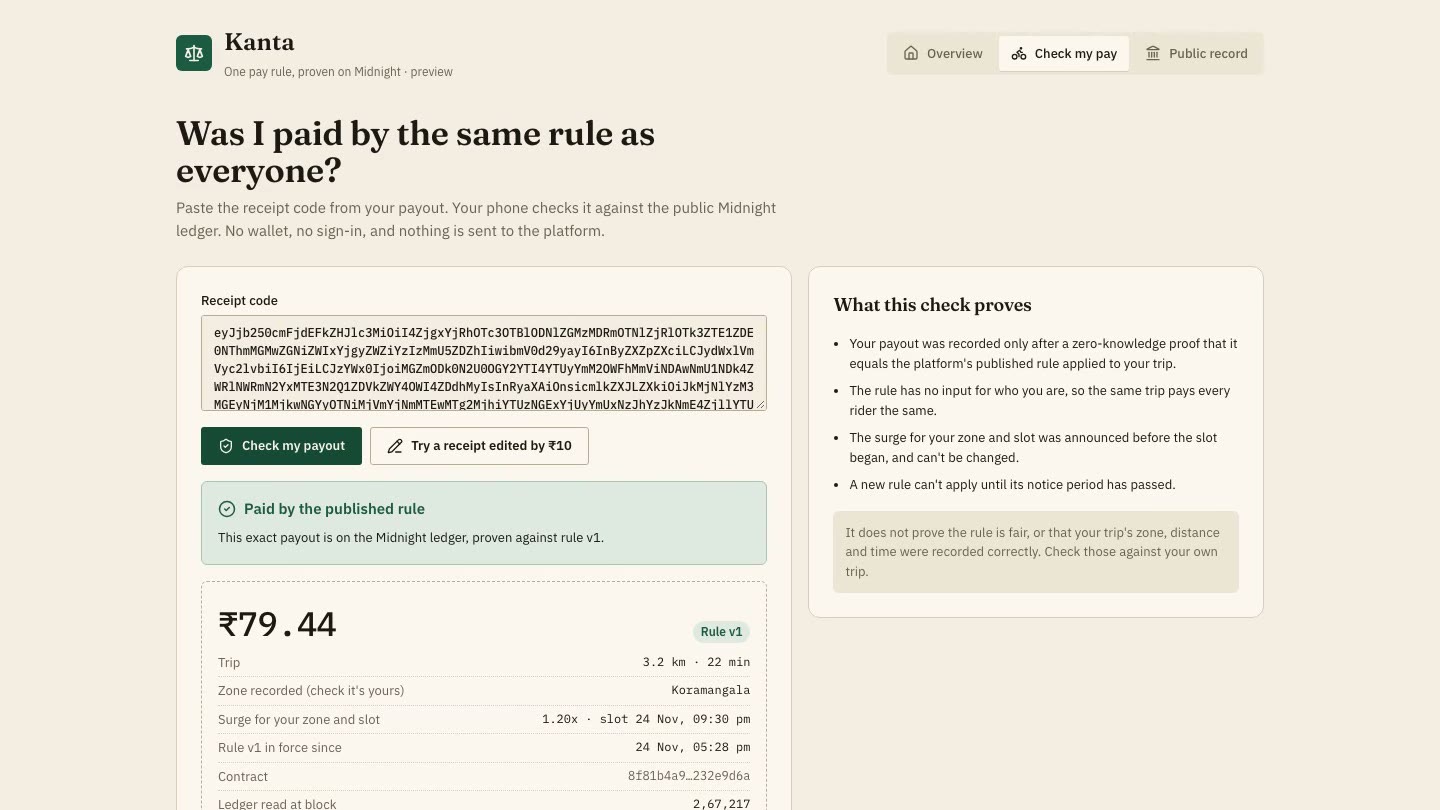 Kanta
One pay rule, proven on Midnight · preview
Overview
Check my pay
Public record
Was I paid by the same rule as
everyone?
Paste the receipt code from your payout. Your phone checks it against the public Midnight
ledger. No wallet, no sign-in, and nothing is sent to the platform.
Receipt code
eyJjb250cmFjdEFkZHJlc3MiOiI4ZjgxYjRhOTc3OTBlODNlZGMzMDRmOTNlZjRlOTk3ZTE1ZDE
0NThmMGMwZGNiZWIxYjgyZWZiYzIzMmU5ZDZhIiwibmV0d29yayI6InByZXZpZXciLCJydWxlVm
Vyc2lvbiI6IjEiLCJzYWx0IjoiMGZmODk0N2U0OGY2YTI4YTUyYmM2OWFhMmViNDAwNmU1NDk4Z
WRlNWRmN2YxMTE3N2Q1ZDVkZWY4OWI4ZDdhMyIsInRyaXAiOnsicmlkZXJLZXkiOiJkMjNlYzM3
MGEyNjM1MjkwNGYyOTNiMjVmYjNmMTEwMTg2MjhiYTUzNGExYjUyYmUxNzJhYzJkNmE4ZjllYTU
Check my payout
Try a receipt edited by ₹10
Paid by the published rule
This exact payout is on the Midnight ledger, proven against rule v1.
₹79.44
Rule v1
Trip
3.2 km · 22 min
Zone recorded (check it's yours)
Koramangala
Surge for your zone and slot
1.20x · slot 24 Nov, 09:30 pm
Rule v1 in force since
24 Nov, 05:28 pm
Contract
8f81b4a9…232e9d6a
Ledger read at block
2,67,217
What this check proves
• Your payout was recorded only after a zero-knowledge proof that it
equals the platform's published rule applied to your trip.
• The rule has no input for who you are, so the same trip pays every
rider the same.
• The surge for your zone and slot was announced before the slot
began, and can't be changed.
• A new rule can't apply until its notice period has passed.
It does not prove the rule is fair, or that your trip's zone, distance
and time were recorded correctly. Check those against your own
trip.